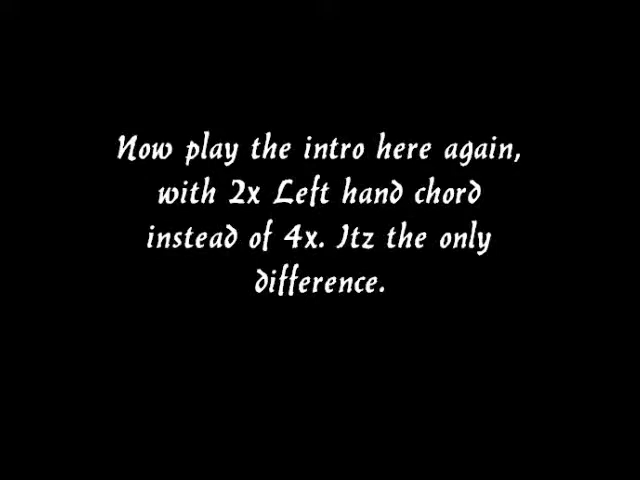 Now play the intro here again,
with 2x Left hand chord
instead of 4x. Itz the only
difference.